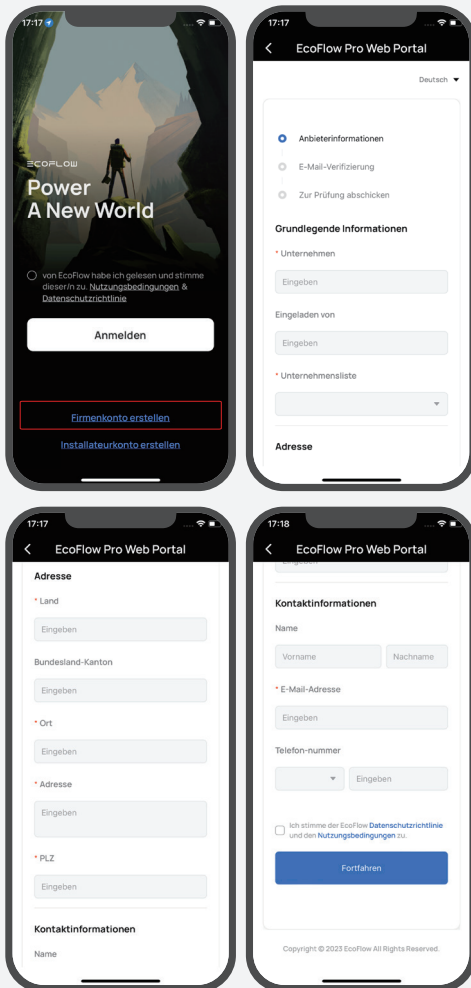 17:17
ECOFLOW
Power
A New World
von EcoFlow habe ich gelesen und stimme
dieser/n zu. Nutzungsbedingungen &
Datenschutzrichtlinie
Anmelden
Firmenkonto erstellen
Installateurkonto erstellen
17:17
EcoFlow Pro Web Portal
Deutsch
Anbieterinformationen
E-Mail-Verifizierung
Zur Prüfung abschicken
Grundlegende Informationen
* Unternehmen
Eingeben
Eingeladen von
Eingeben
* Unternehmensliste
Adresse
17:17
EcoFlow Pro Web Portal
Adresse
* Land
Eingeben
Bundesland-Kanton
Eingeben
* Ort
Eingeben
* Adresse
Eingeben
* PLZ
Eingeben
Kontaktinformationen
Name
17:18
EcoFlow Pro Web Portal
Kontaktinformationen
Name
Vorname Nachname
* E-Mail-Adresse
Eingeben
Telefon-nummer
Eingeben
Ich stimme der EcoFlow Datenschutzrichtlinie
und den Nutzungsbedingungen zu.
Fortfahren
Copyright © 2023 EcoFlow All Rights Reserved.